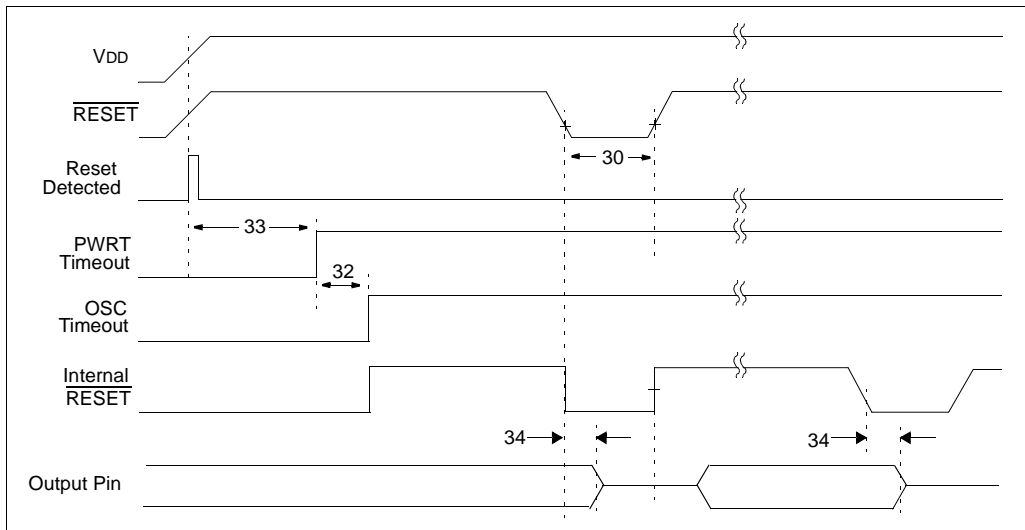 VDD
RESET
30
Reset
Detected
33
PWRT
Timeout
32
OSC
Timeout
Internal
RESET
34
34
Output Pin